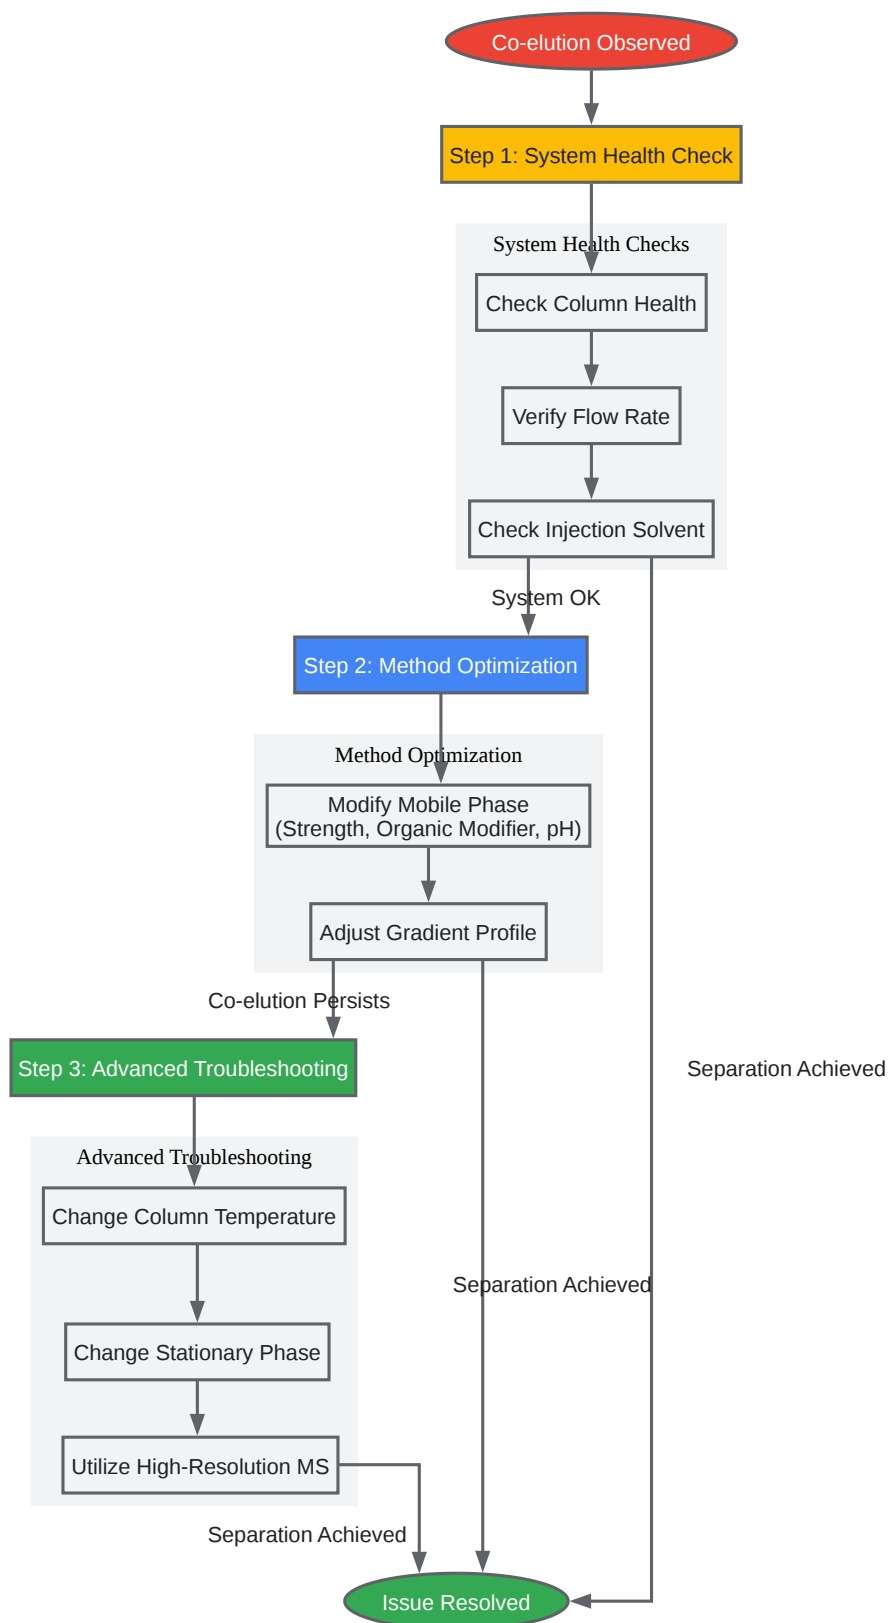 Co-elution Observed
Step 1: System Health Check
System Health Checks
Check Column Health
Verify Flow Rate
Check Injection Solvent
System OK
Step 2: Method Optimization
Method Optimization
Modify Mobile Phase
(Strength, Organic Modifier, pH)
Adjust Gradient Profile
Co-elution Persists
Step 3: Advanced Troubleshooting
Separation Achieved
Advanced Troubleshooting
Change Column Temperature
Separation Achieved
Change Stationary Phase
Utilize High-Resolution MS
Separation Achieved
Issue Resolved